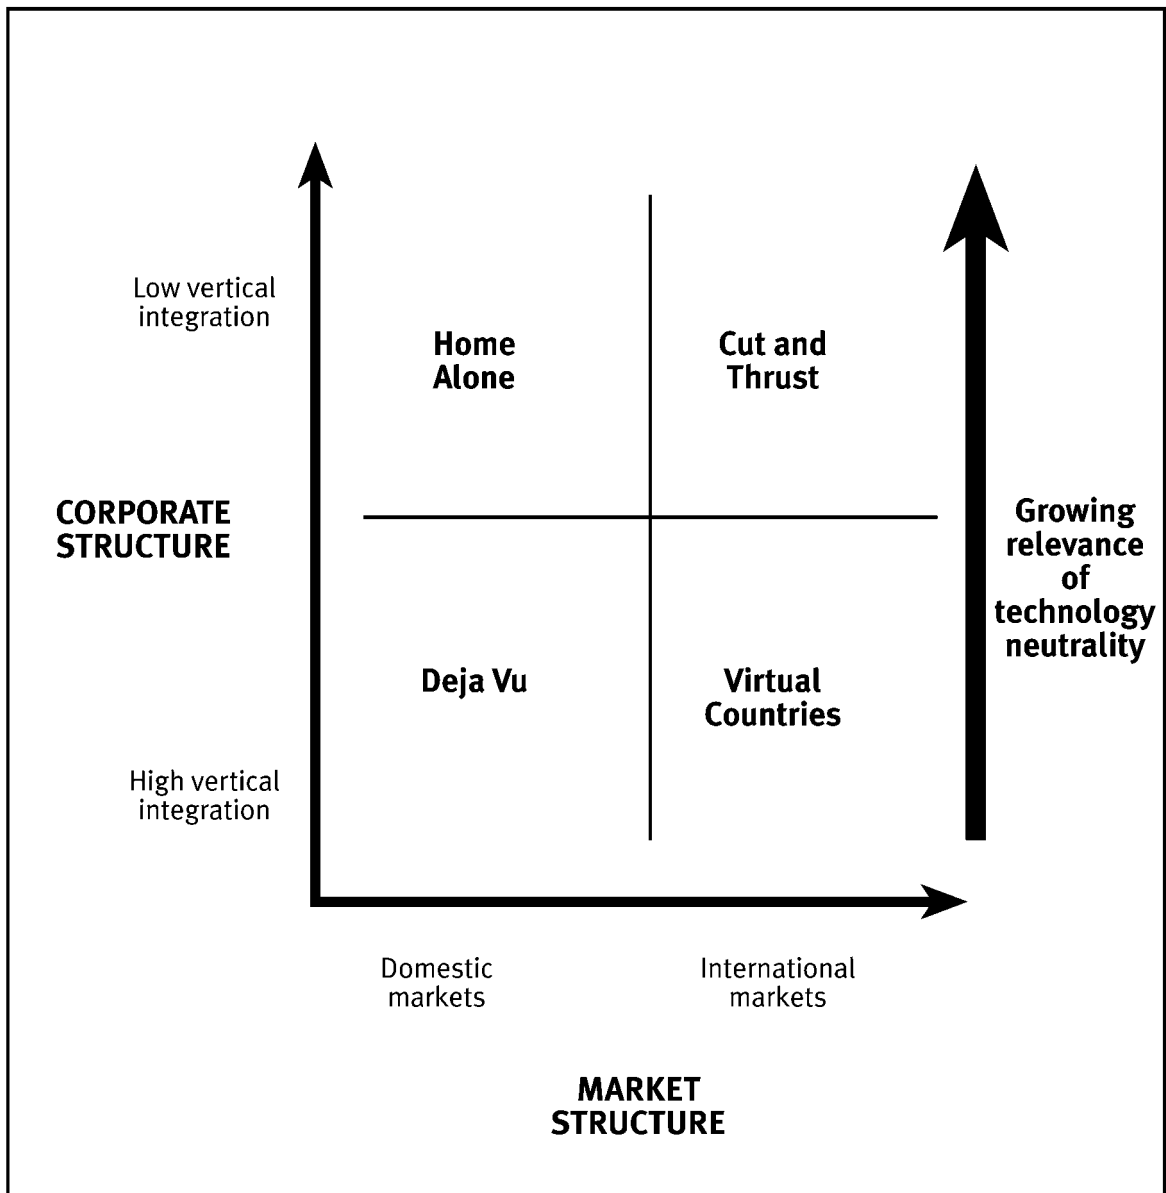 Low vertical
integration
Home
Alone
Cut and
Thrust
CORPORATE
STRUCTURE
Growing
relevance
of
technology
neutrality
Deja Vu
Virtual
Countries
High vertical
integration
Domestic
markets
International
markets
MARKET
STRUCTURE